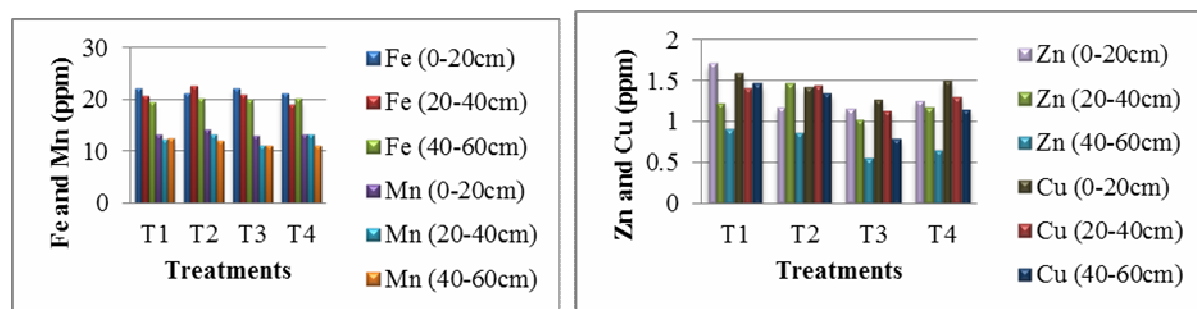 Fe and Mn (ppm)
30
20
10
0
T1 T2 T3 T4
Treatments
Fe (0-20cm)
Fe (20-40cm)
Fe (40-60cm)
Mn (0-20cm)
Mn (20-40cm)
Mn (40-60cm)
Zn and Cu (ppm)
2
1.5
1
0.5
0
T1 T2 T3 T4
Treatments
Zn (0-20cm)
Zn (20-40cm)
Zn (40-60cm)
Cu (0-20cm)
Cu (20-40cm)
Cu (40-60cm)